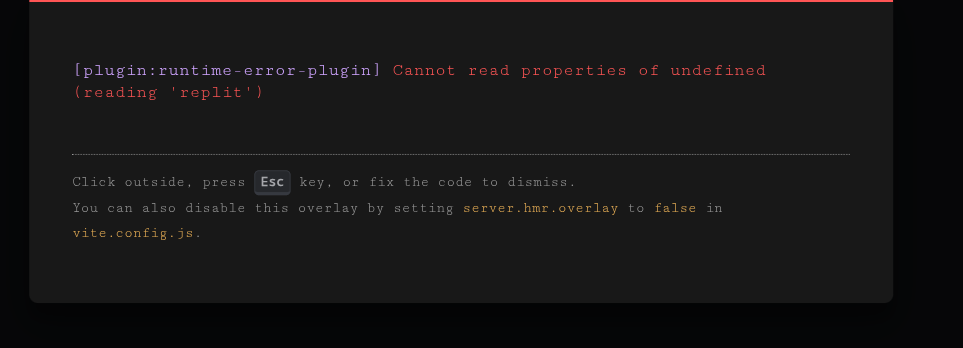 [plugin:runtime-error-plugin] Cannot read properties of undefined
(reading 'replit')
Click outside, press Esc key, or fix the code to dismiss.
You can also disable this overlay by setting server.hmr.overlay to false in
vite.config.js.